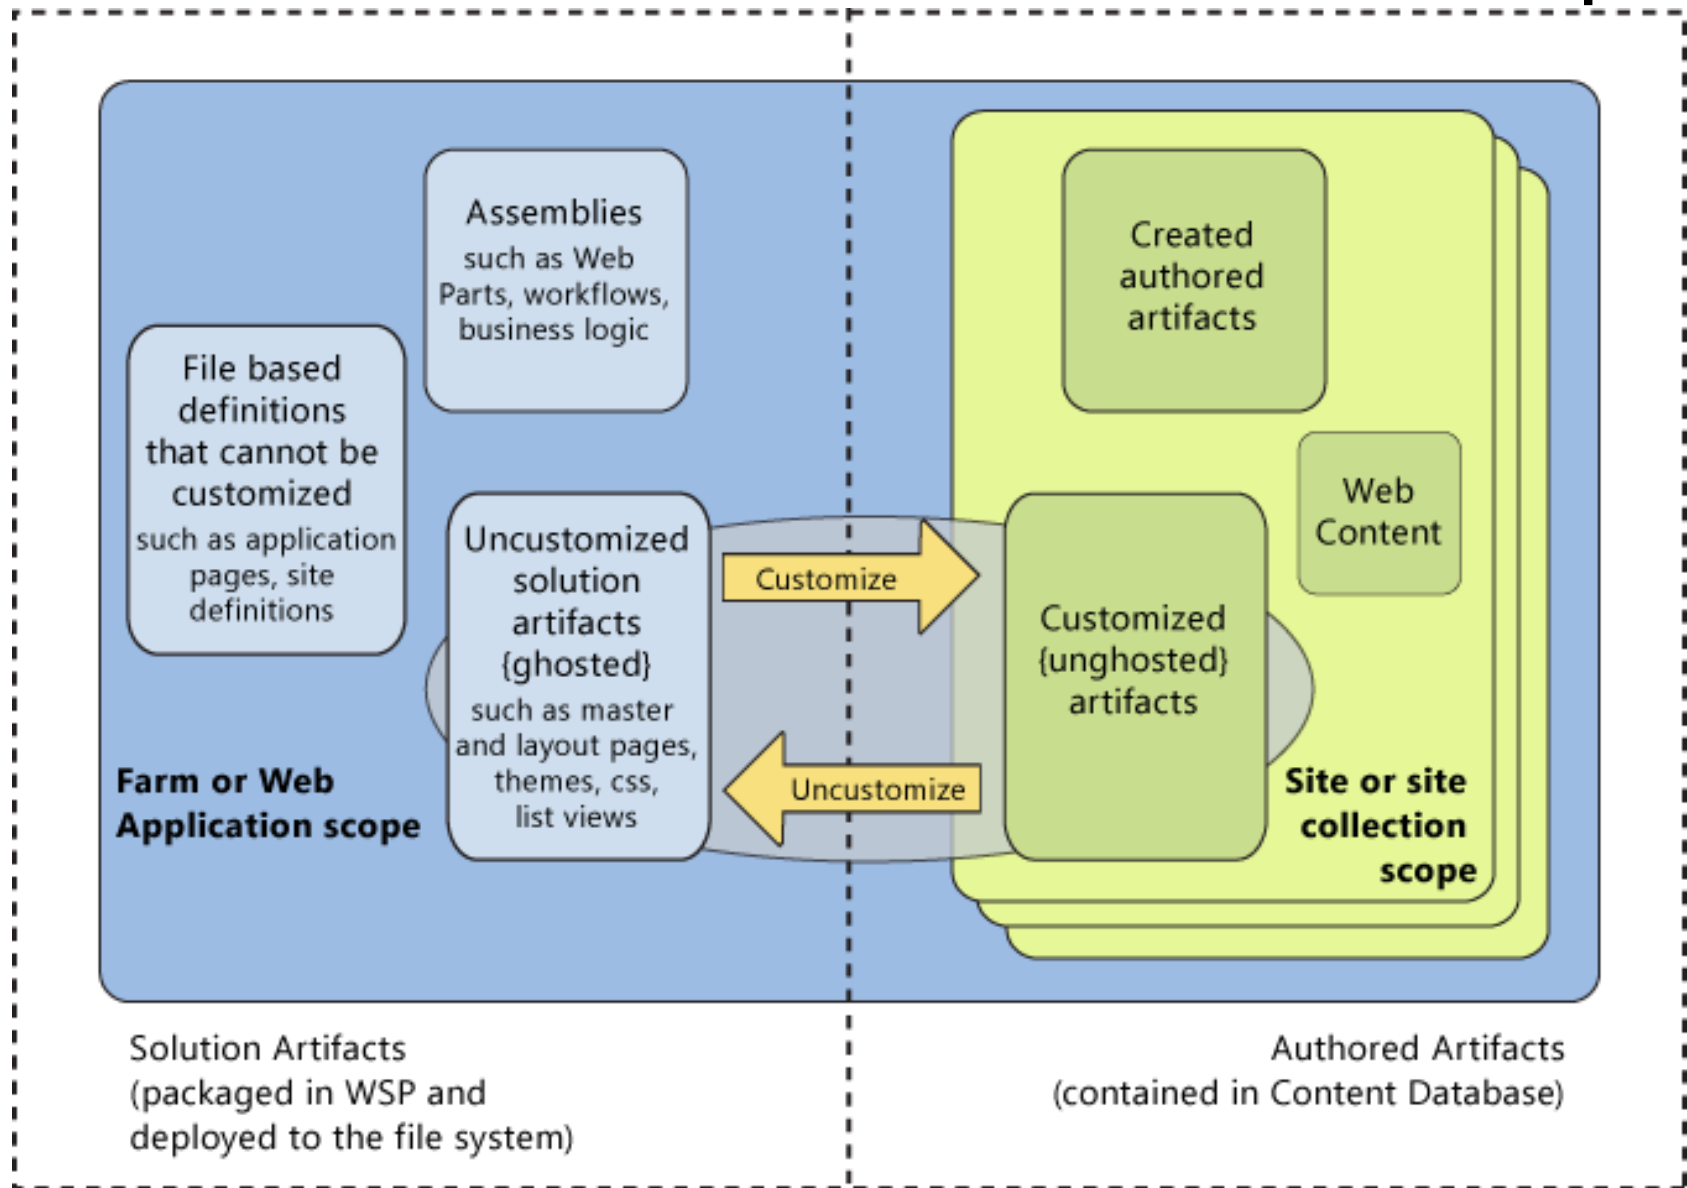 Assemblies
such as Web
Parts, workflows,
business logic
File based
definitions
that cannot be
customized
such as application
pages, site
definitions
Uncustomized
solution
artifacts
{ghosted}
such as master
and layout pages,
themes, css,
list views
Farm or Web
Application scope
Customize
Uncustomize
Created
authored
artifacts
Web
Content
Customized
{unghosted}
artifacts
Site or site
collection
scope
Solution Artifacts
(packaged in WSP and
deployed to the file system)
Authored Artifacts
(contained in Content Database)